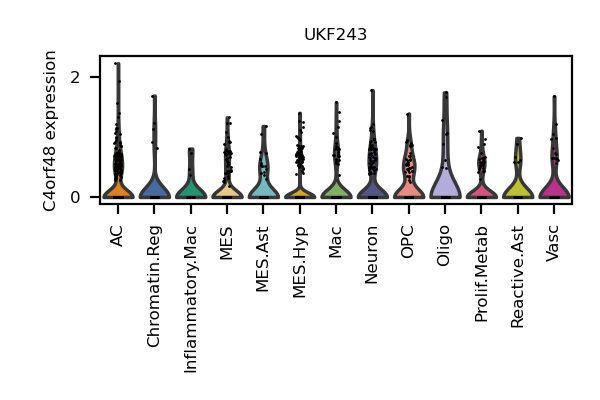 UKF243
C4orf48 expression
2
0
AC
Chromatin.Reg
Inflammatory.Mac
MES
MES.Ast
MES.Hyp
Mac
Neuron
OPC
Oligo
Prolif.Metab
Reactive.Ast
Vasc